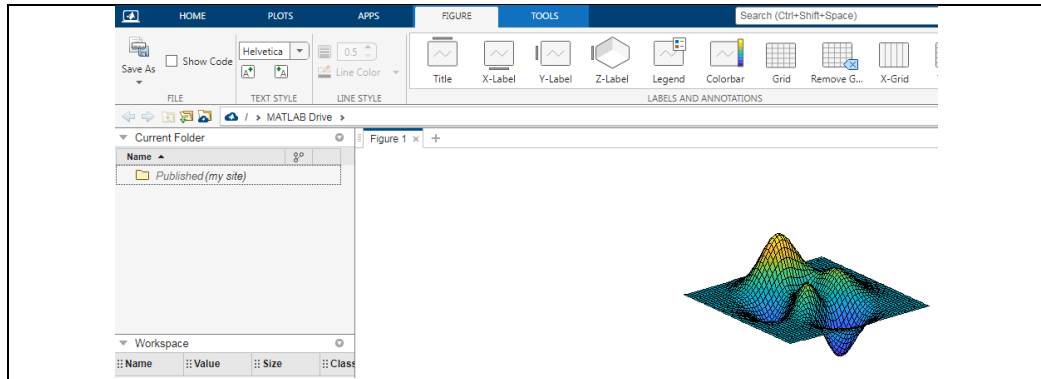 HOME PLOTS APPS FIGURE TOOLS Search (Ctrl+Shift+Space)
Save As Show Code Helvetica 0.5 Line Color
A A
Title X-Label Y-Label Z-Label Legend Colorbar Grid Remove G... X-Grid
FILE TEXT STYLE LINE STYLE LABELS AND ANNOTATIONS
/ > MATLAB Drive >
Current Folder
Figure 1 × +
Name
Published (my site)
Workspace
Name Value Size Class